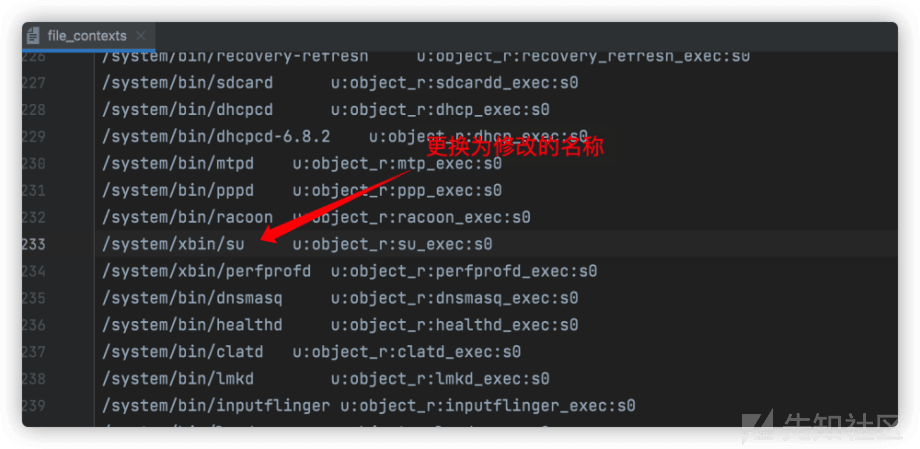 file_contexts
226 /system/bin/recovery-refresh u:object_r:recovery_refresh_exec:s0
227 /system/bin/sdcard u:object_r:sdcardd_exec:s0
228 /system/bin/dhcpcd u:object_r:dhcp_exec:s0
229 /system/bin/dhcpcd-6.8.2 u:object_r:dhcp_exec:s0
更换为修改的名称
230 /system/bin/mtpd u:object_r:mtp_exec:s0
231 /system/bin/pppd u:object_r:ppp_exec:s0
232 /system/bin/racoon u:object_r:racoon_exec:s0
233 /system/xbin/su u:object_r:su_exec:s0
234 /system/xbin/perfprofd u:object_r:perfprofd_exec:s0
235 /system/bin/dnsmasq u:object_r:dnsmasq_exec:s0
236 /system/bin/healthd u:object_r:healthd_exec:s0
237 /system/bin/clatd u:object_r:clatd_exec:s0
238 /system/bin/lmkd u:object_r:lmkd_exec:s0
239 /system/bin/inputflinger u:object_r:inputflinger_exec:s0
先知社区